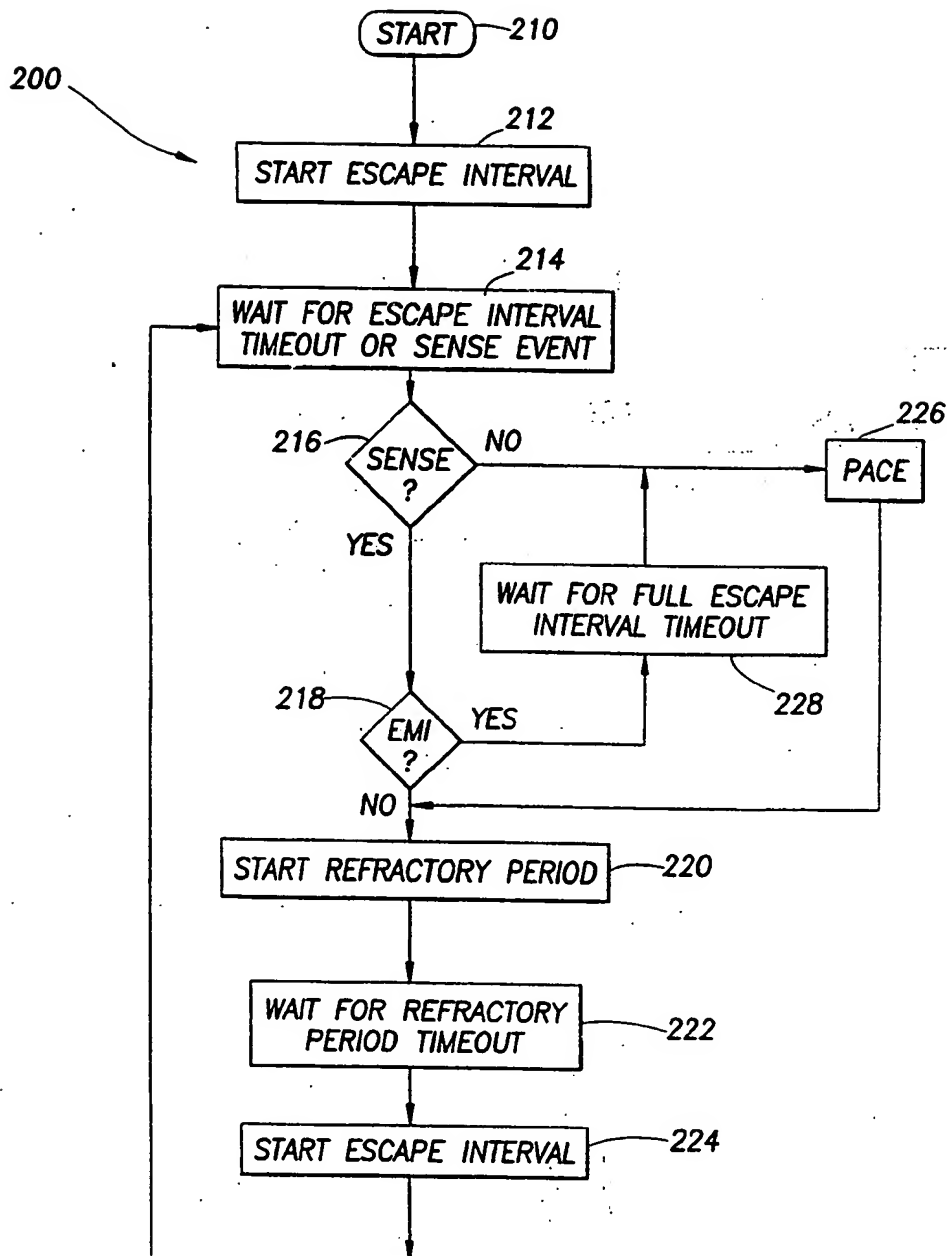 START
210
200
212
START ESCAPE INTERVAL
214
WAIT FOR ESCAPE INTERVAL
TIMEOUT OR SENSE EVENT
216
SENSE
?
NO
226
PACE
YES
WAIT FOR FULL ESCAPE
INTERVAL TIMEOUT
228
218
EMI
?
YES
NO
START REFRACTORY PERIOD
220
WAIT FOR REFRACTORY
PERIOD TIMEOUT
222
START ESCAPE INTERVAL
224